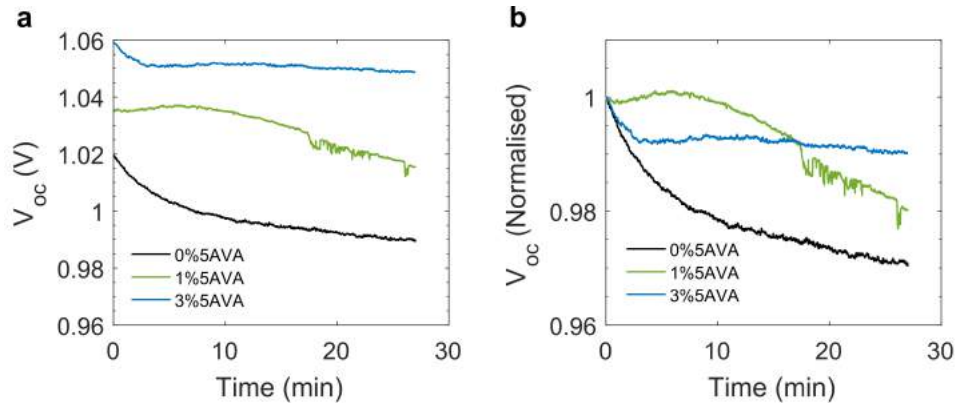 a
V_oc (V)
1.06
1.04
1.02
1
0.98
0.96
0%5AVA
1%5AVA
3%5AVA
0
10
20
30
Time (min)
b
V_oc (Normalised)
1
0.98
0.96
0%5AVA
1%5AVA
3%5AVA
0
10
20
30
Time (min)